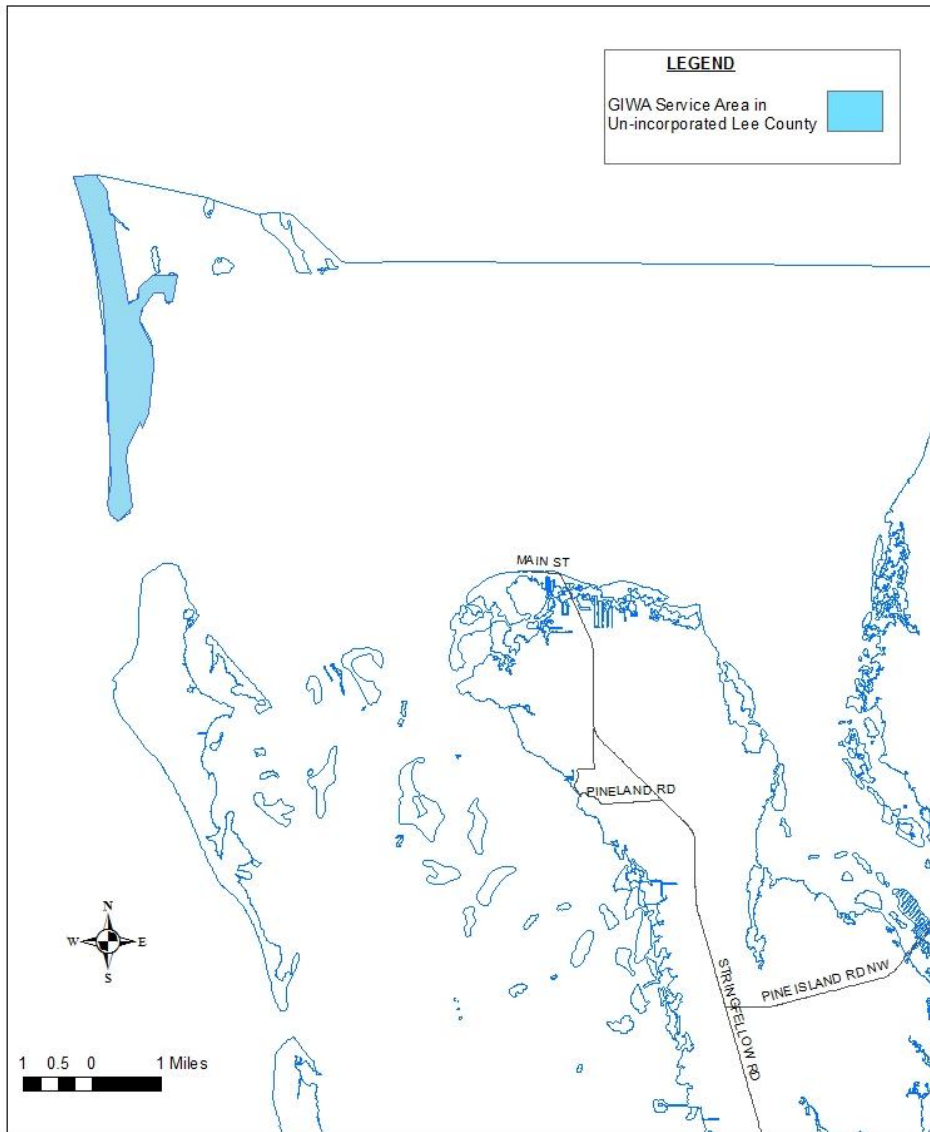 LEGEND
GIWA Service Area in
Un-incorporated Lee County
MAIN ST
PINELAND RD
STRINGFELLOW RD
PINE ISLAND RD NW
N
W E
S
1 0.5 0 1 Miles